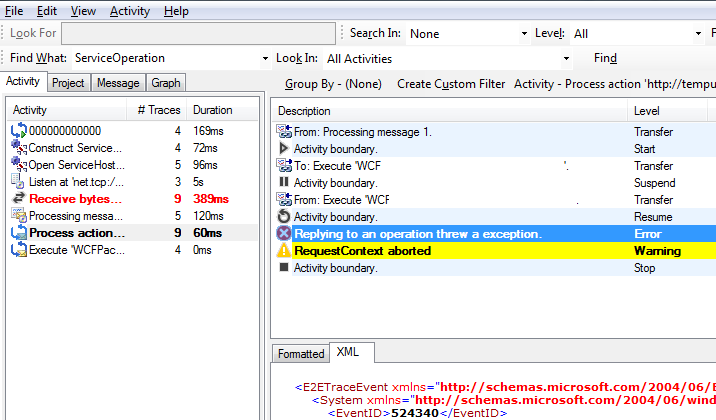 File Edit View Activity Help
Look For Search In: None Level: All
Find What: ServiceOperation Look In: All Activities Find
Activity Project Message Graph
Activity # Traces Duration
000000000000 4 169ms
Construct Service... 4 72ms
Open ServiceHost... 5 96ms
Listen at 'net.tcp:/... 3 5s
Receive bytes... 9 389ms
Processing messa... 5 120ms
Process action... 9 60ms
Execute 'WCFPac... 4 0ms
Group By - (None) Create Custom Filter Activity - Process action 'http://tempu
Description Level
From: Processing message 1. Transfer
Activity boundary. Start
To: Execute 'WCF '. Transfer
Activity boundary. Suspend
From: Execute 'WCF . Transfer
Activity boundary. Resume
Replying to an operation threw a exception. Error
RequestContext aborted Warning
Activity boundary. Stop
Formatted XML
<E2ETraceEvent xmlns="http://schemas.microsoft.com/2004/06/E
<System xmlns="http://schemas.microsoft.com/2004/06/wind
<EventID>524340</EventID>